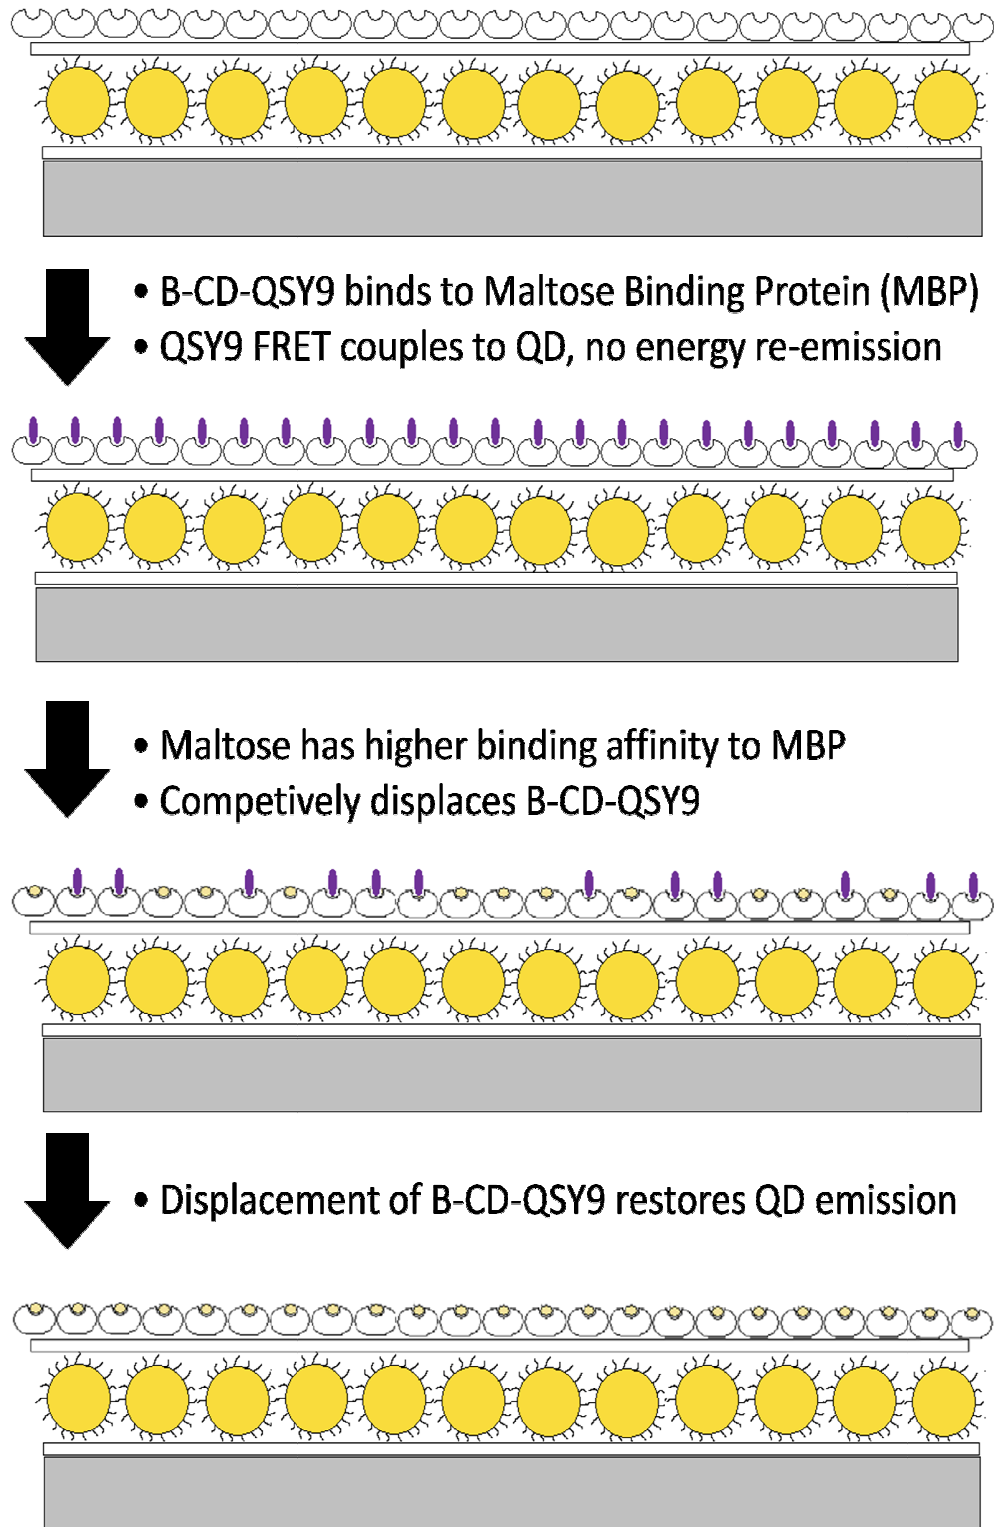 • B-CD-QSY9 binds to Maltose Binding Protein (MBP)
• QSY9 FRET couples to QD, no energy re-emission
• Maltose has higher binding affinity to MBP
• Competively displaces B-CD-QSY9
• Displacement of B-CD-QSY9 restores QD emission